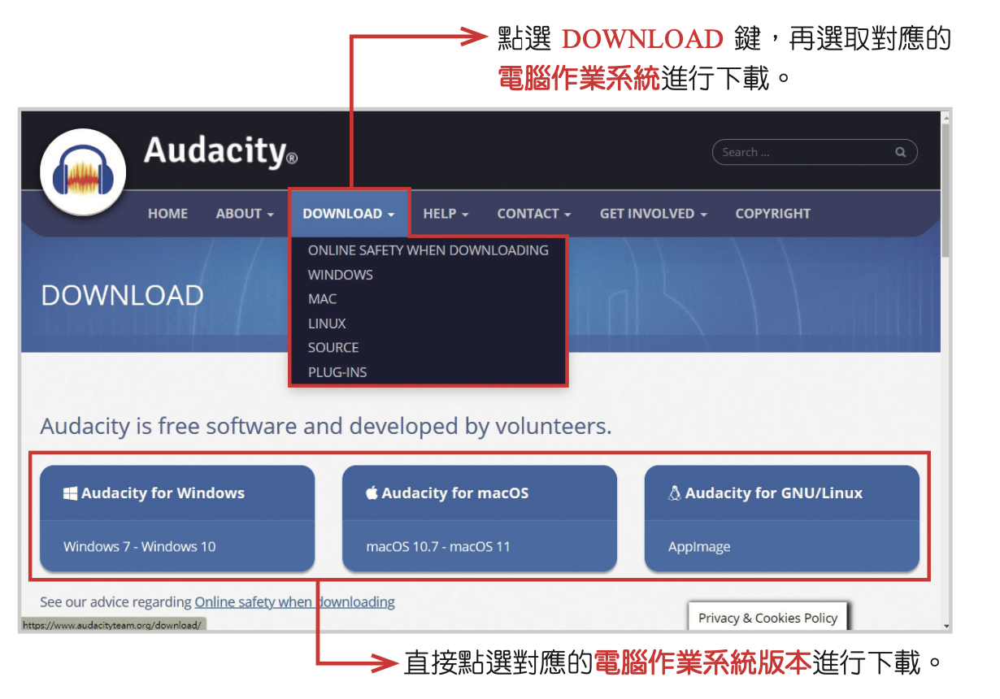 點選 DOWNLOAD 鍵，再選取對應的
電腦作業系統進行下載。
Audacity®
Search ...
HOME ABOUT DOWNLOAD HELP CONTACT GET INVOLVED COPYRIGHT
ONLINE SAFETY WHEN DOWNLOADING
WINDOWS
MAC
LINUX
SOURCE
PLUG-INS
DOWNLOAD
Audacity is free software and developed by volunteers.
Audacity for Windows
Windows 7 - Windows 10
Audacity for macOS
macOS 10.7 - macOS 11
Audacity for GNU/Linux
AppImage
See our advice regarding Online safety when downloading
Privacy & Cookies Policy
https://www.audacityteam.org/download/
直接點選對應的電腦作業系統版本進行下載。